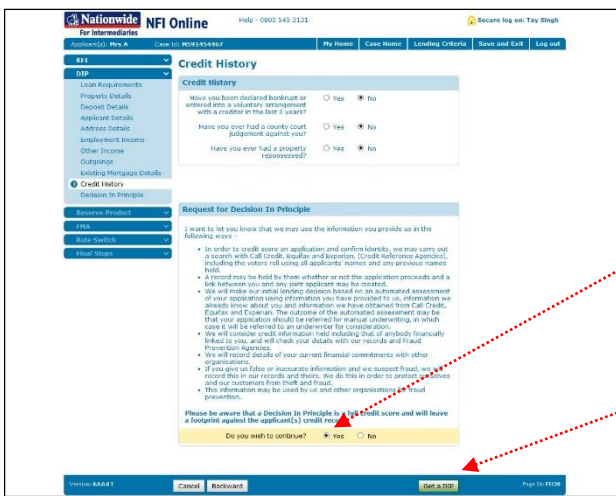 Nationwide NFI Online
For Intermediaries
Help - 0800 545 3131
Secure log on: Tay Singh
Applicant(s): Mrs A Case Id: M591454467
My Home Case Home Lending Criteria Save and Exit Log out
KFI
DIP
Loan Requirements
Property Details
Deposit Details
Applicant Details
Address Details
Employment Income
Other Income
Outgoings
Existing Mortgage Details
Credit History
Decision In Principle
Reserve Product
FMA
Rate Switch
Final Steps
Credit History
Credit History
Have you been declared bankrupt or
entered into a voluntary arrangement
with a creditor in the last 6 years?
Yes No
Have you ever had a county court
judgement against you?
Yes No
Have you ever had a property
repossessed?
Yes No
Request for Decision In Principle
I want to let you know that we may use the information you provide us in the
following ways -
• In order to credit score an application and confirm identity, we may carry out
a search with Call Credit, Equifax and Experian, (Credit Reference Agencies),
including the voters roll using all applicants' names and any previous names
held.
• A record may be held by them whether or not the application proceeds and a
link between you and any joint applicant may be created.
• We will make our initial lending decision based on an automated assessment
of your application using information you have provided to us, information we
already know about you and information we have obtained from Call Credit,
Equifax and Experian. The outcome of the automated assessment may be
that your application should be referred for manual underwriting, in which
case it will be referred to an underwriter for consideration.
• We will consider credit information held including that of anybody financially
linked to you, and will check your details with our records and Fraud
Prevention Agencies.
• We will record details of your current financial commitments with other
organisations.
• If you give us false or inaccurate information and we suspect fraud, we will
record this in our records and theirs. We do this in order to protect ourselves
and our customers from theft and fraud.
• This information may be used by us and other organisations for fraud
prevention.
Please be aware that a Decision In Principle is a full credit score and will leave
a footprint against the applicant(s) credit record
Do you wish to continue? Yes No
Cancel Backward Get a DIP